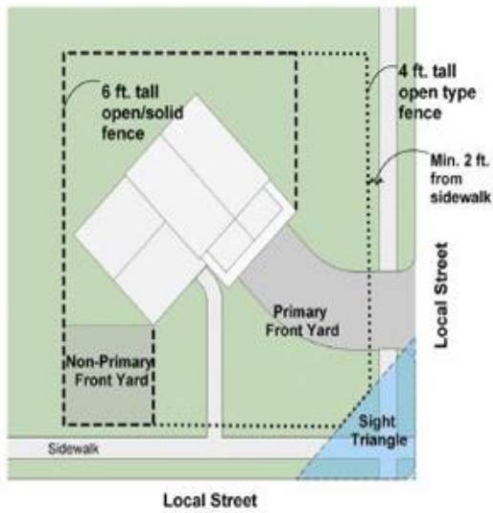 6 ft. tall
open/solid
fence
4 ft. tall
open type
fence
Min. 2 ft.
from
sidewalk
Local Street
Primary
Front Yard
Non-Primary
Front Yard
Sight
Triangle
Sidewalk
Local Street